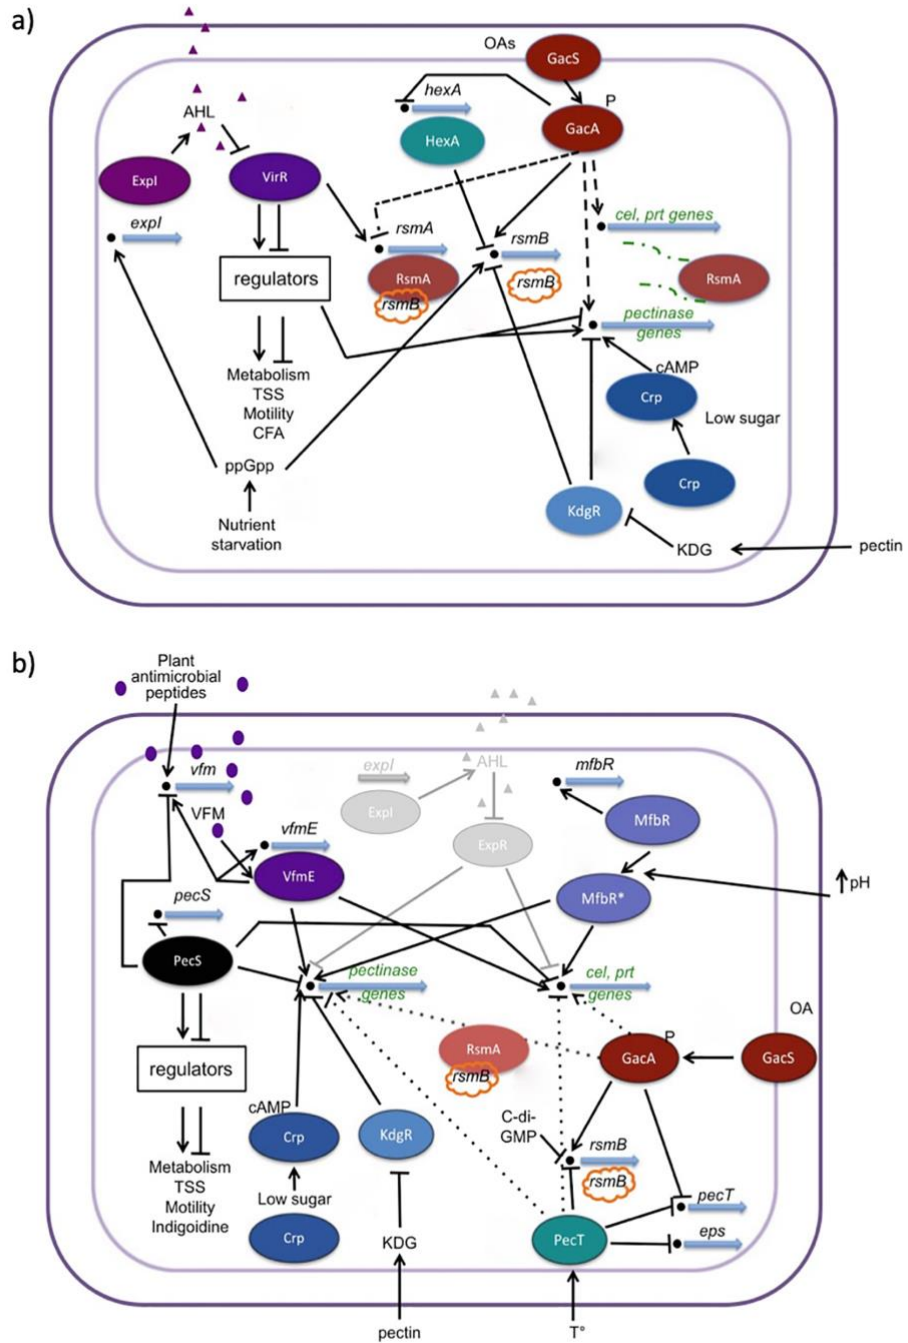 a)
OAs
GacS
P
hexA
GacA
AHL
HexA
ExpI
VirR
expI
rsmA
rsmB
cel, prt genes
RsmA
rsmB
rsmB
RsmA
regulators
pectinase
genes
cAMP
Crp
Low sugar
Metabolism
TSS
Motility
CFA
ppGpp
Crp
KdgR
Nutrient
starvation
KDG
pectin
b)
Plant
antimicrobial
peptides
vfm
expI
AHL
mfbR
VFM
ExpI
MfbR
vfmE
ExpR
VfmE
MfbR*
pH
pecS
PecS
pectinase
genes
cel, prt
genes
OA
P
RsmA
rsmB
GacA
GacS
regulators
cAMP
Crp
KdgR
C-di-
GMP
rsmB
rsmB
Metabolism
TSS
Motility
Indigoidine
Low sugar
Crp
KDG
PecT
pecT
eps
pectin
T°